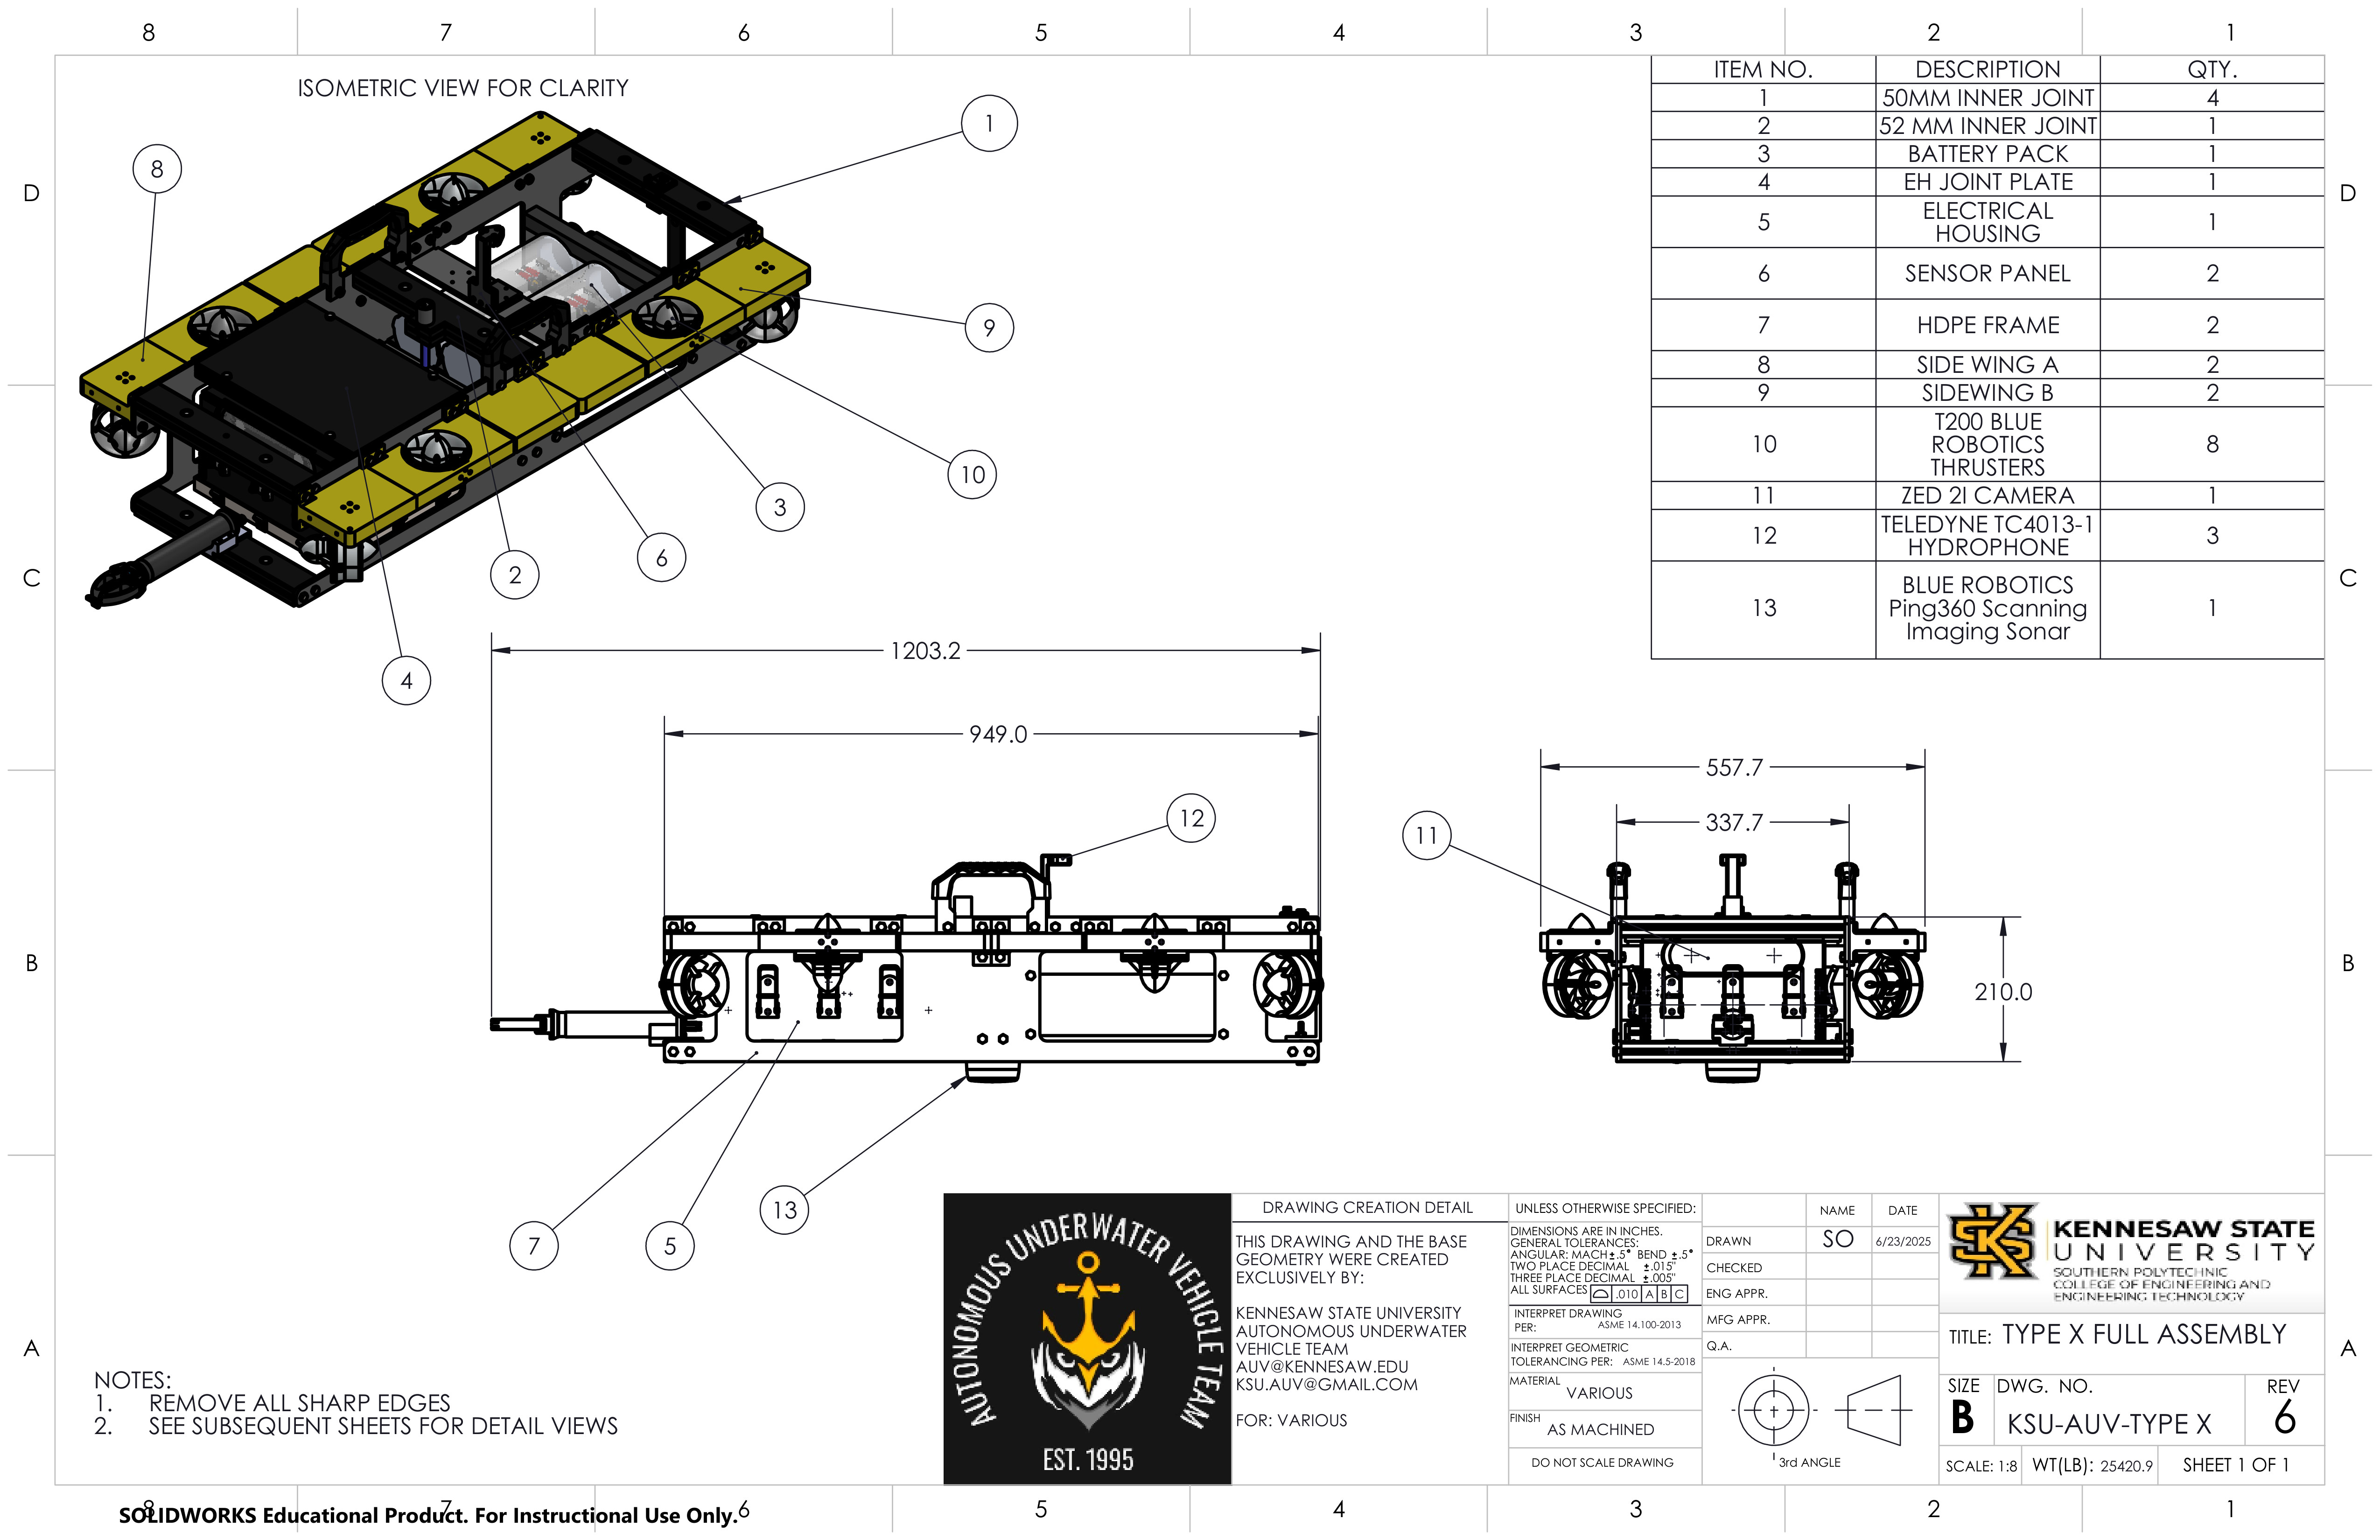 8 7 6 5 4 3 2 1
D
C
B
A
ISOMETRIC VIEW FOR CLARITY
8
1
9
10
3
6
2
4
ITEM NO. DESCRIPTION QTY.
1 50MM INNER JOINT 4
2 52 MM INNER JOINT 1
3 BATTERY PACK 1
4 EH JOINT PLATE 1
5 ELECTRICAL HOUSING 1
6 SENSOR PANEL 2
7 HDPE FRAME 2
8 SIDE WING A 2
9 SIDEWING B 2
10 T200 BLUE ROBOTICS THRUSTERS 8
11 ZED 2I CAMERA 1
12 TELEDYNE TC4013-1 HYDROPHONE 3
13 BLUE ROBOTICS Ping360 Scanning Imaging Sonar 1
D
C
B
A
1203.2
949.0
12
7
5
13
557.7
337.7
11
210.0
NOTES:
1. REMOVE ALL SHARP EDGES
2. SEE SUBSEQUENT SHEETS FOR DETAIL VIEWS
AUTONOMOUS UNDERWATER VEHICLE TEAM
EST. 1995
DRAWING CREATION DETAIL
THIS DRAWING AND THE BASE
GEOMETRY WERE CREATED
EXCLUSIVELY BY:
KENNESAW STATE UNIVERSITY
AUTONOMOUS UNDERWATER
VEHICLE TEAM
AUV@KENNESAW.EDU
KSU.AUV@GMAIL.COM
FOR: VARIOUS
UNLESS OTHERWISE SPECIFIED:
DIMENSIONS ARE IN INCHES.
GENERAL TOLERANCES:
ANGULAR: MACH ± .5° BEND ± .5°
TWO PLACE DECIMAL ± .015"
THREE PLACE DECIMAL ± .005"
ALL SURFACES ⌓ .010 A B C
INTERPRET DRAWING
PER: ASME 14.100-2013
INTERPRET GEOMETRIC
TOLERANCING PER: ASME 14.5-2018
MATERIAL
VARIOUS
FINISH
AS MACHINED
DO NOT SCALE DRAWING
NAME DATE
DRAWN SO 6/23/2025
CHECKED
ENG APPR.
MFG APPR.
Q.A.
3rd ANGLE
KS
KENNESAW STATE
UNIVERSITY
SOUTHERN POLYTECHNIC
COLLEGE OF ENGINEERING AND
ENGINEERING TECHNOLOGY
TITLE: TYPE X FULL ASSEMBLY
SIZE DWG. NO. REV
B KSU-AUV-TYPE X 6
SCALE: 1:8 WT(LB): 25420.9 SHEET 1 OF 1
8 7 6 5 4 3 2 1
SOLIDWORKS Educational Product. For Instructional Use Only.